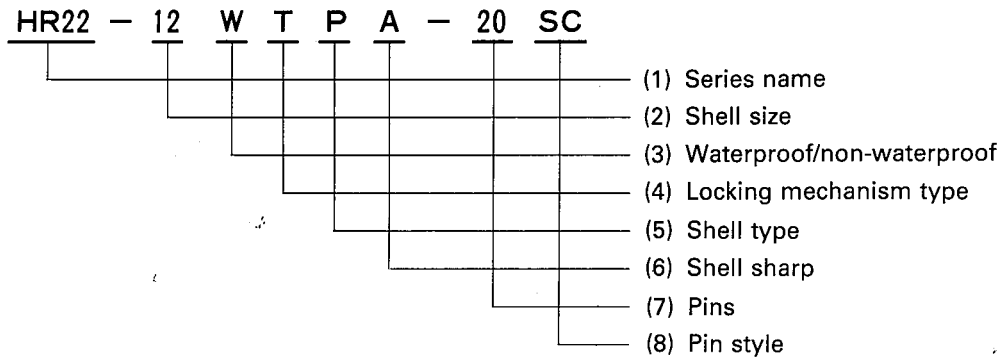 HR22 - 12 W T P A - 20 SC
(1) Series name
(2) Shell size
(3) Waterproof/non-waterproof
(4) Locking mechanism type
(5) Shell type
(6) Shell sharp
(7) Pins
(8) Pin style